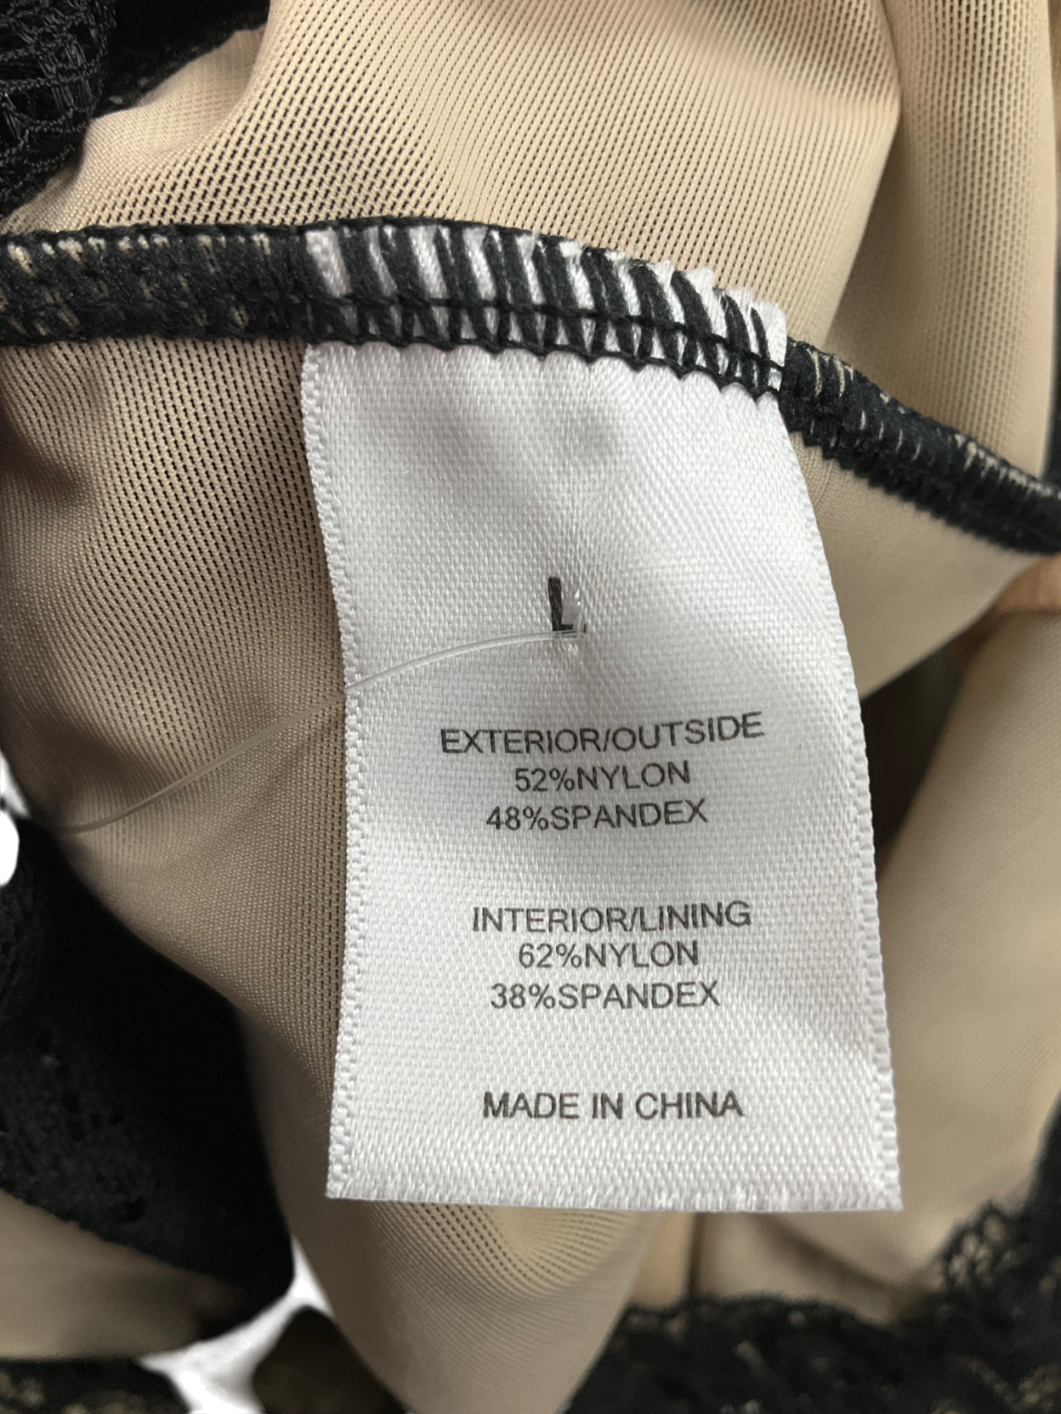 L
EXTERIOR/OUTSIDE
52%NYLON
48%SPANDEX
INTERIOR/LINING
62%NYLON
38%SPANDEX
MADE IN CHINA